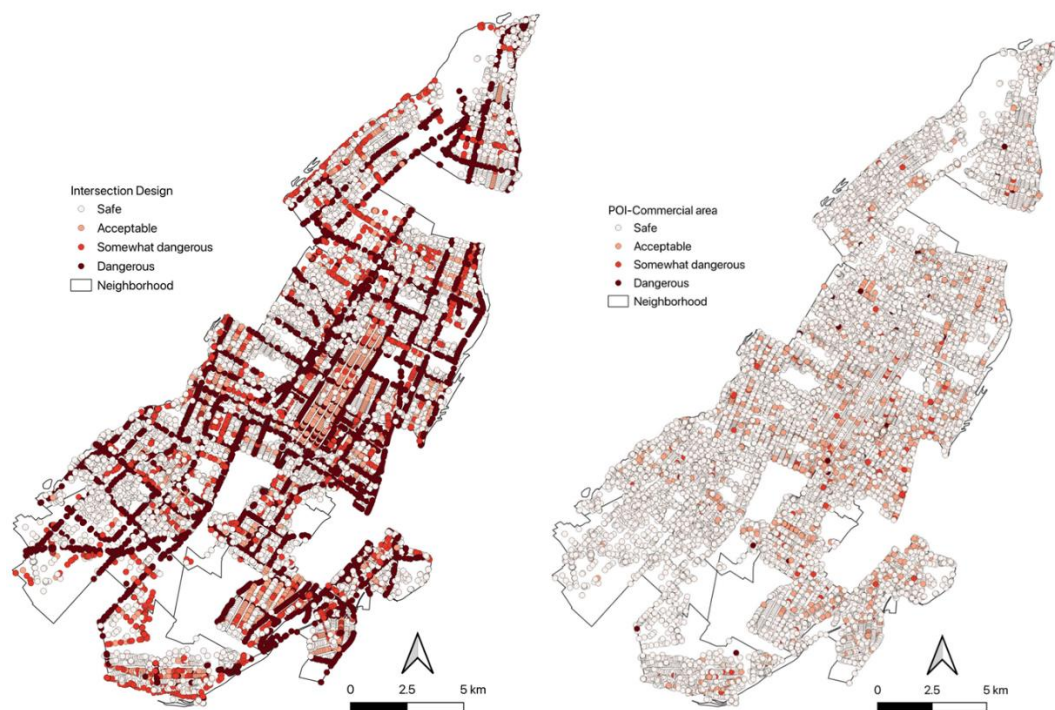 Intersection Design
Safe
Acceptable
Somewhat dangerous
Dangerous
Neighborhood
0 2.5 5 km
POI-Commercial area
Safe
Acceptable
Somewhat dangerous
Dangerous
Neighborhood
0 2.5 5 km